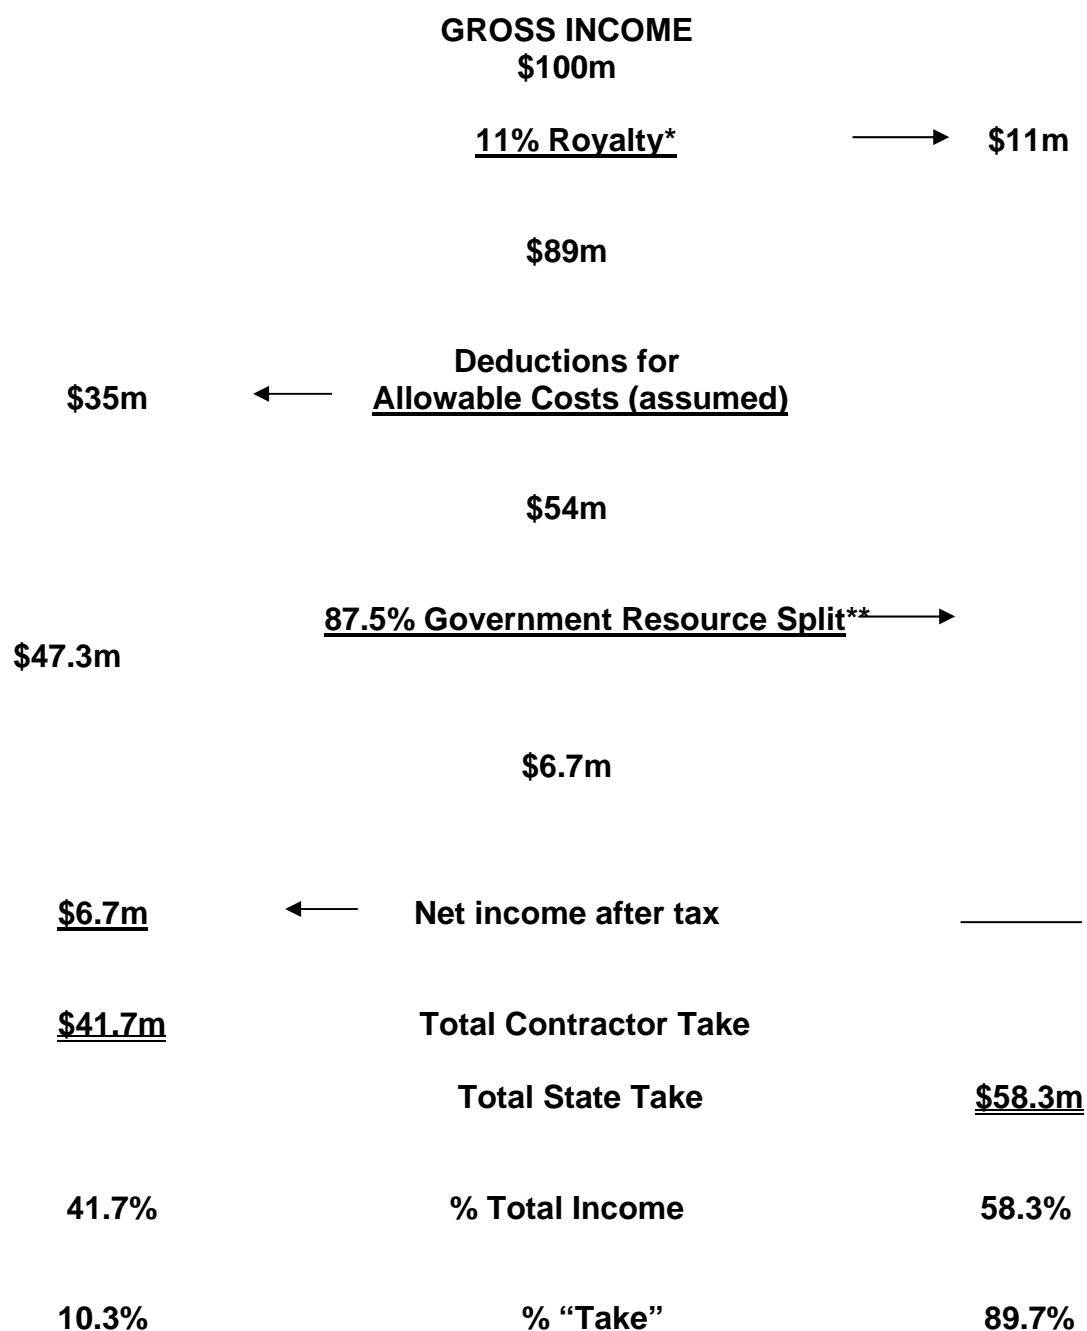 GROSS INCOME
$100m
11% Royalty* $11m
$89m
Deductions for
$35m Allowable Costs (assumed)
$54m
87.5% Government Resource Split**
$47.3m
$6.7m
$6.7m Net income after tax
$41.7m Total Contractor Take
Total State Take $58.3m
41.7% % Total Income 58.3%
10.3% % “Take” 89.7%